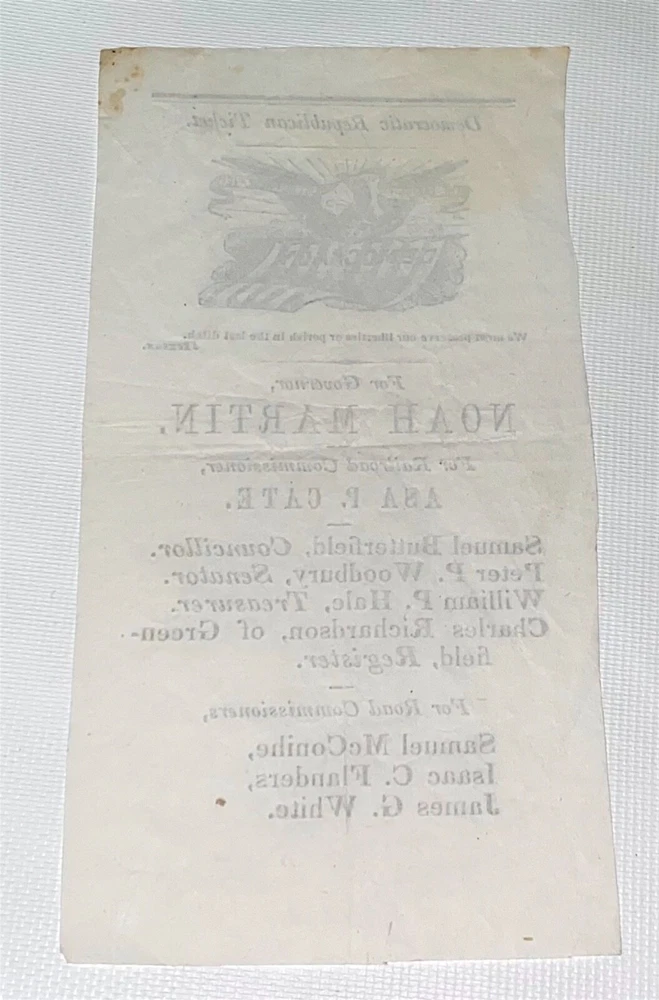 Democratic Republican Ticket.
DEMOCRACY
We must preserve our liberties or perish in the last ditch.
For Governor,
NOAH MARTIN.
For Railroad Commissioner,
ASA P. CATE.
Samuel Butterfield, Councillor.
Peter P. Woodbury, Senator.
William P. Hale, Treasurer.
Charles Richardson, of Green-
field, Register.
For Road Commissioners,
Samuel McConihe,
Isaac C. Flanders,
James G. White.